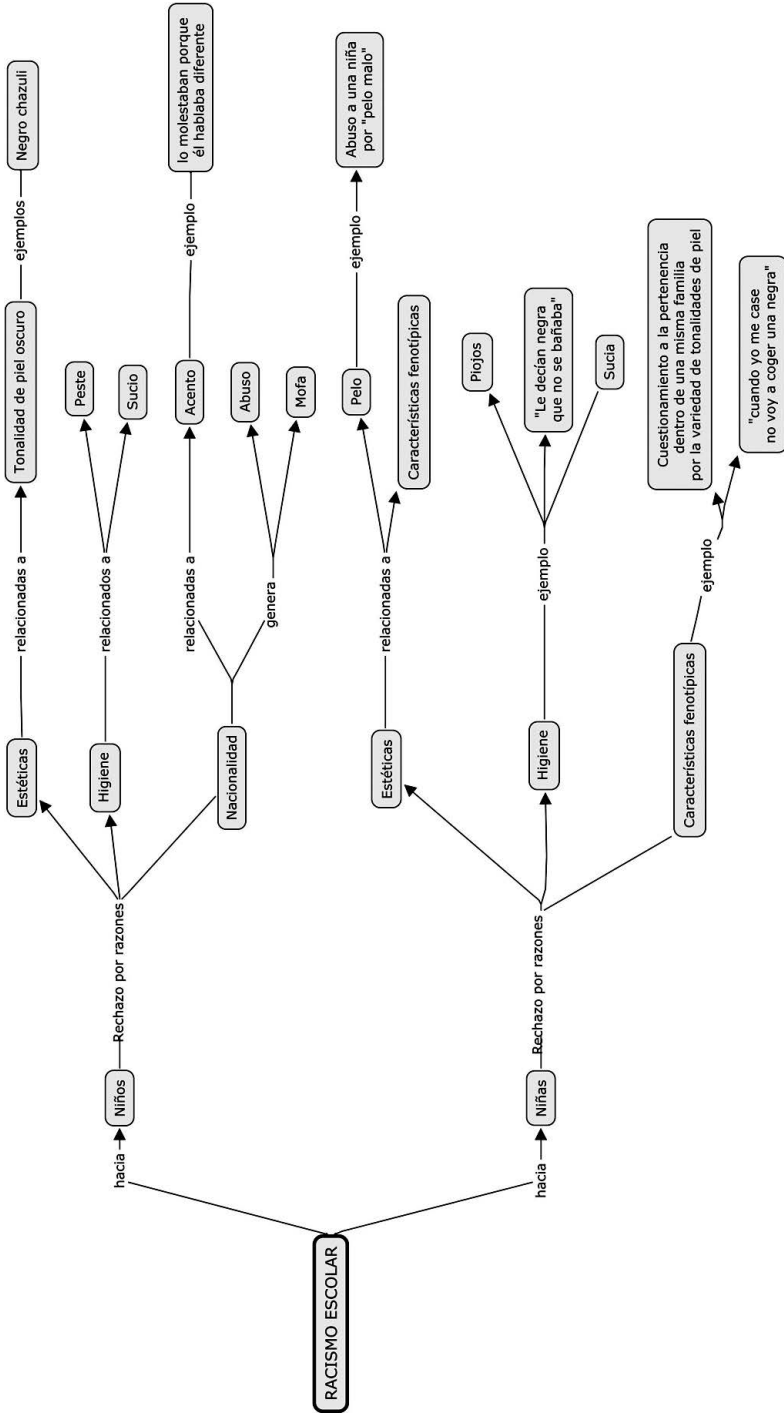 RACISMO ESCOLAR
hacia
Niños
Rechazo por razones
Estéticas
relacionadas a
Tonalidad de piel oscuro
ejemplos
Negro chazuli
Higiene
relacionados a
Peste
Sucio
Nacionalidad
relacionadas a
Acento
ejemplo
lo molestaban porque
él hablaba diferente
genera
Abuso
Mofa
hacia
Niñas
Rechazo por razones
Estéticas
relacionadas a
Pelo
ejemplo
Abuso a una niña
por "pelo malo"
Características fenotípicas
Higiene
ejemplo
Piojos
"Le decían negra
que no se bañaba"
Sucia
Características fenotípicas
ejemplo
Cuestionamiento a la pertenencia
dentro de una misma familia
por la variedad de tonalidades de piel
"cuando yo me case
no voy a coger una negra"